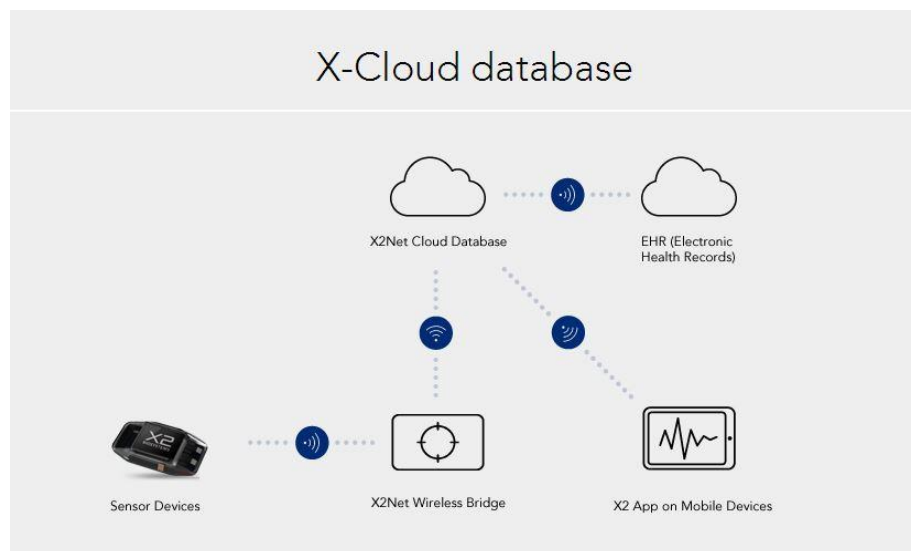 X-Cloud database
X2Net Cloud Database
EHR (Electronic
Health Records)
X2
Sensor Devices
X2Net Wireless Bridge
X2 App on Mobile Devices